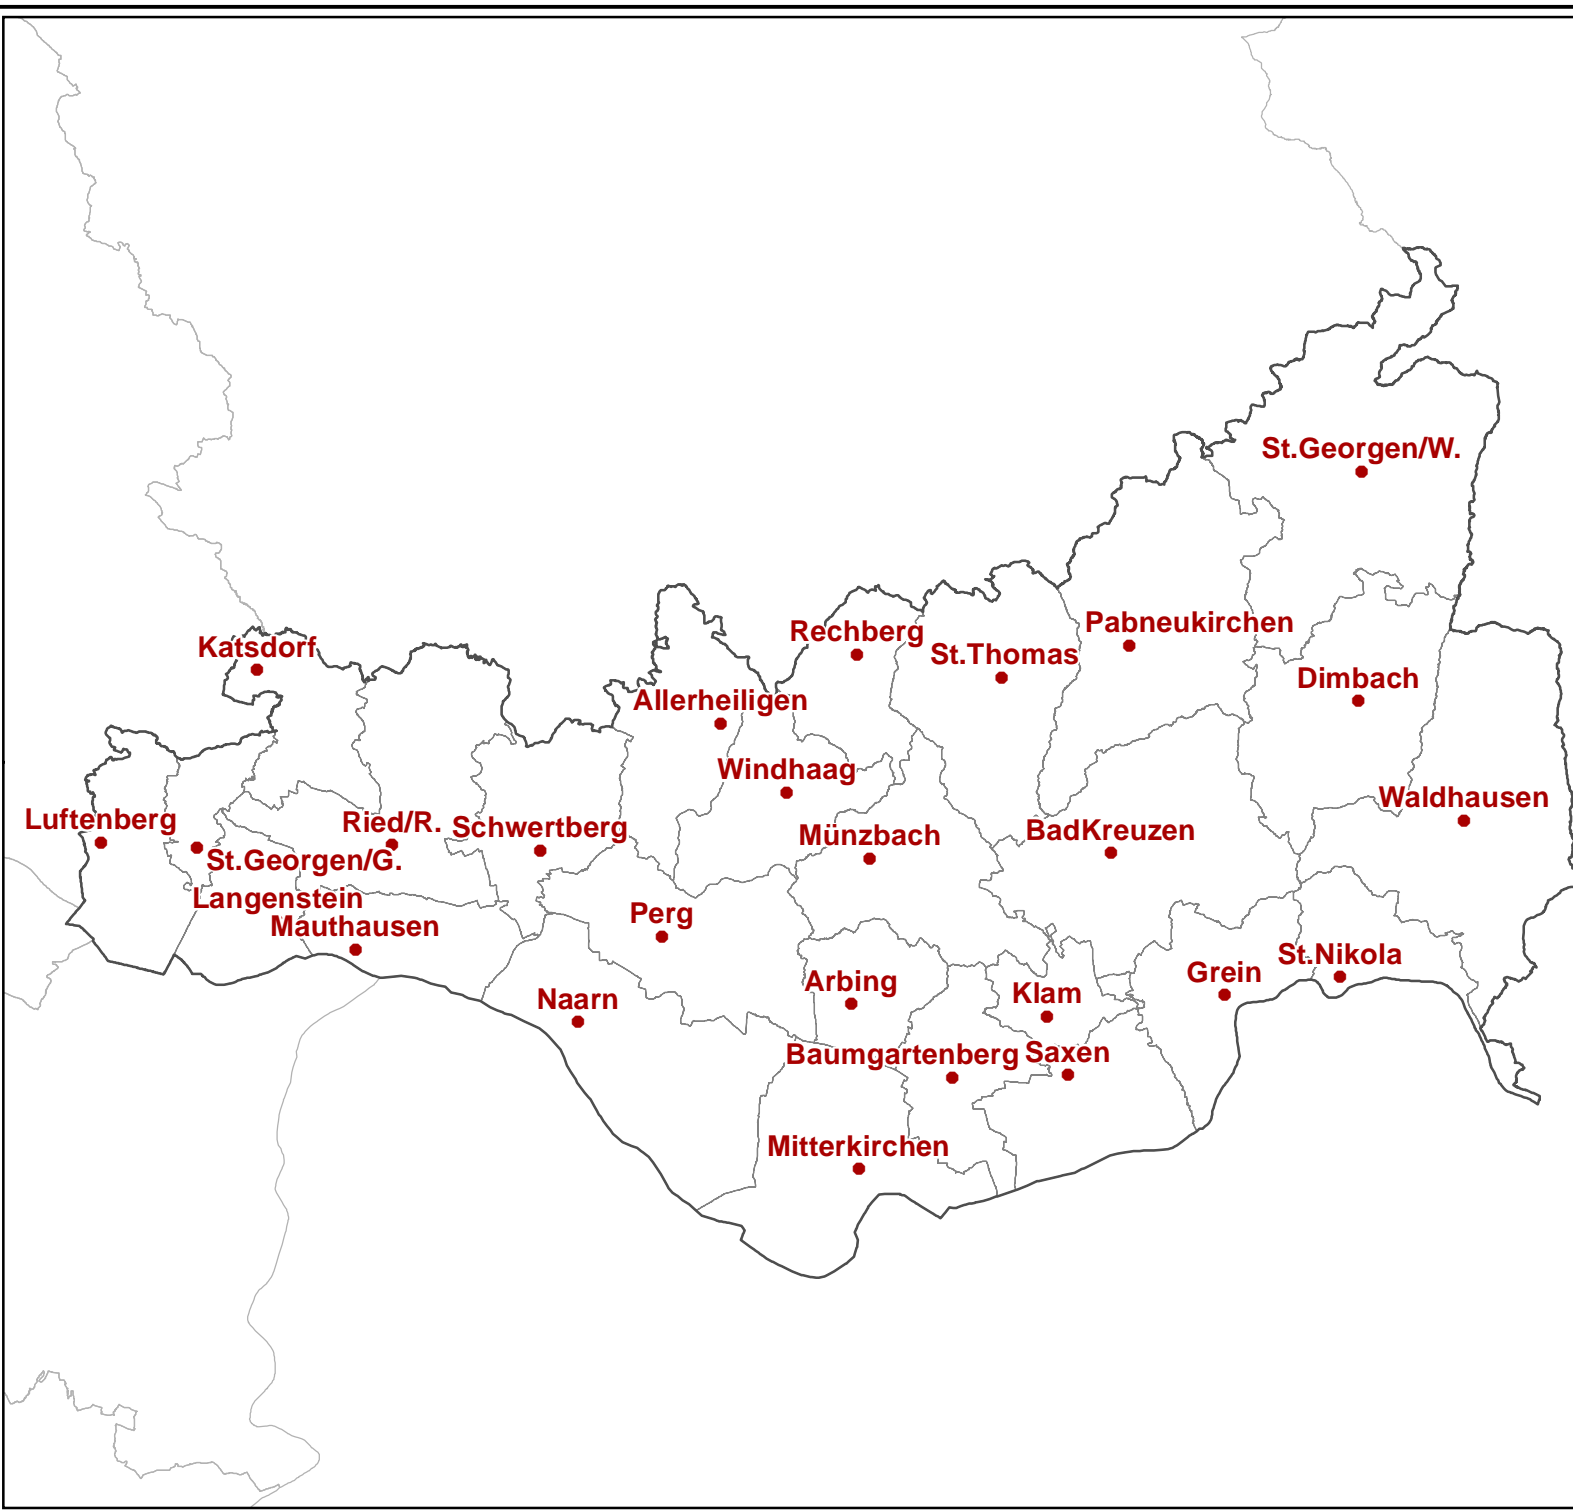 St.Georgen/W.
Pabneukirchen
Rechberg
Katsdorf
St.Thomas
Dimbach
Allerheiligen
Windhaag
Waldhausen
Luftenberg
Ried/R.
Schwertberg
BadKreuzen
Münzbach
St.Georgen/G.
Langenstein
Perg
Mauthausen
St.Nikola
Grein
Arbing
Klam
Naarn
Baumgartenberg
Saxen
Mitterkirchen